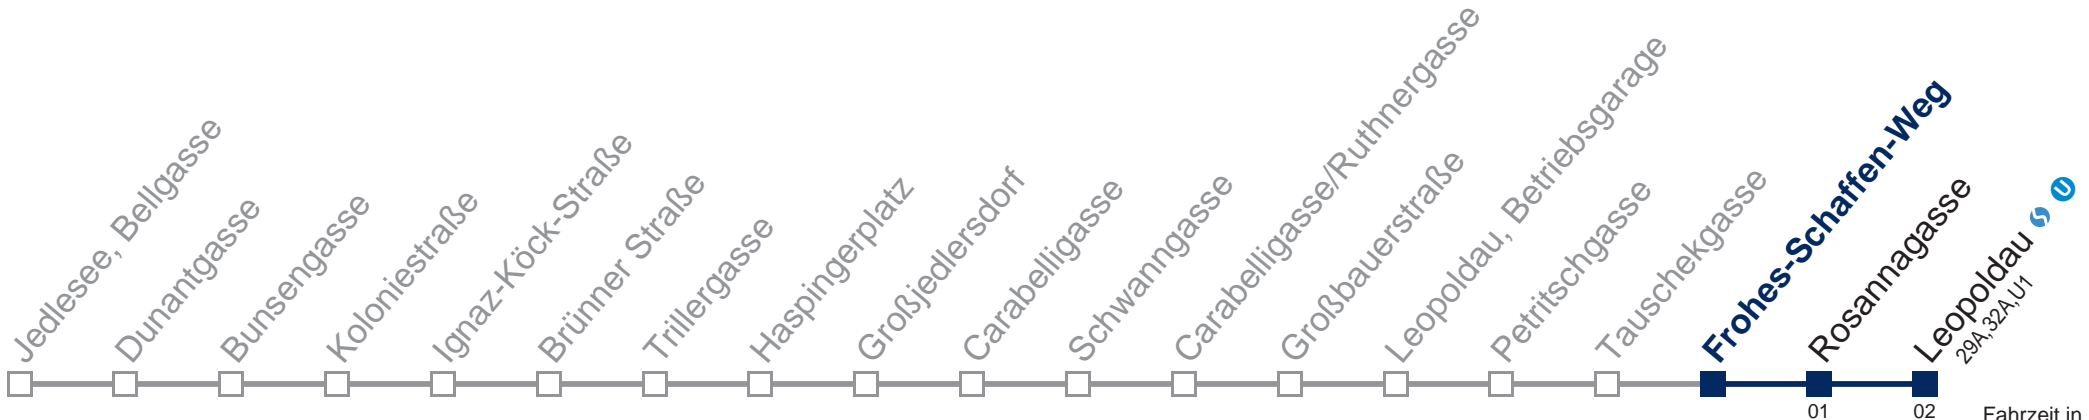 Jedlesee, Bellgasse
Dunantgasse
Bunsengasse
Koloniestraße
Ignaz-Köck-Straße
Brünner Straße
Trillergasse
Haspingerplatz
Großjedlersdorf
Carabelligasse
Schwanngasse
Carabelligasse/Ruthnergasse
Großbauerstraße
Leopoldau, Betriebsgarage
Petritschgasse
Tauschekgasse
Frohes-Schaffen-Weg
Rosannagasse
Leopoldau S U
29A,32A,U1
01
02
Fahrzeit in